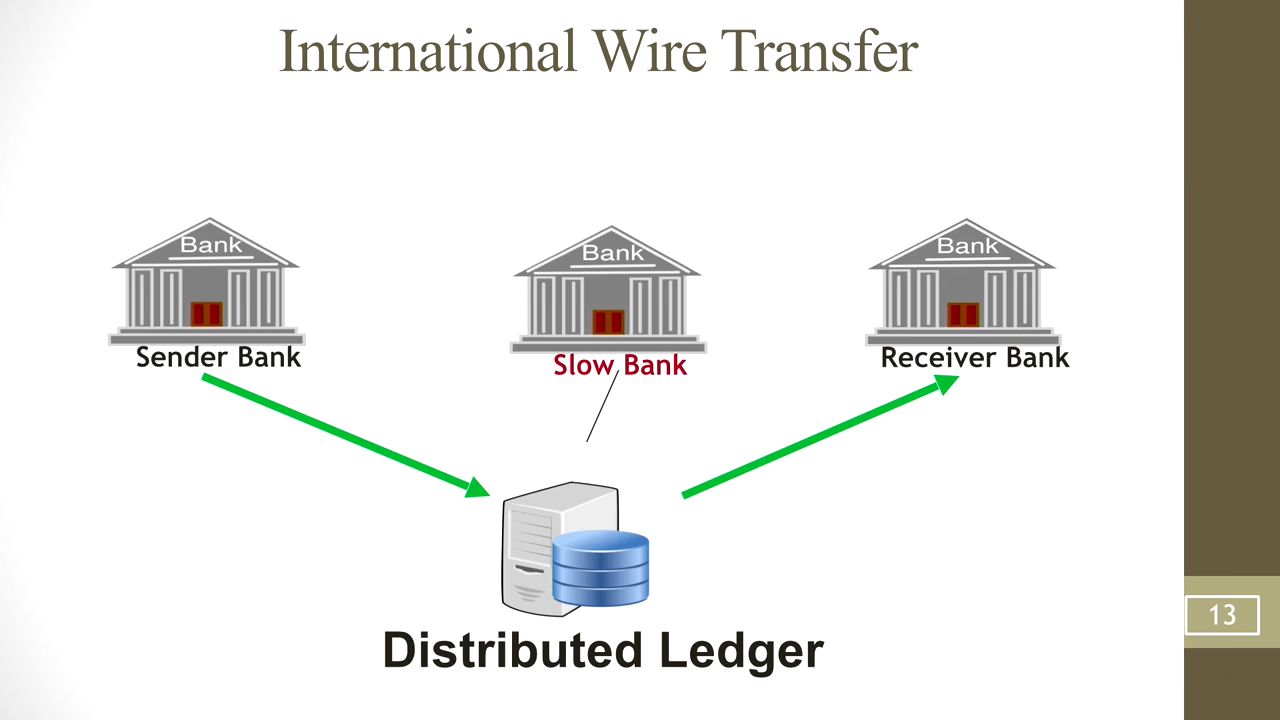 International Wire Transfer
Bank
Bank
Bank
Sender Bank
Slow Bank
Receiver Bank
Distributed Ledger
13